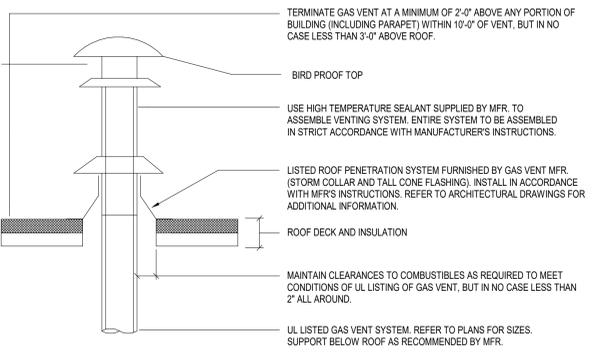 TERMINATE GAS VENT AT A MINIMUM OF 2'-0" ABOVE ANY PORTION OF
BUILDING (INCLUDING PARAPET) WITHIN 10'-0" OF VENT, BUT IN NO
CASE LESS THAN 3'-0" ABOVE ROOF.
BIRD PROOF TOP
USE HIGH TEMPERATURE SEALANT SUPPLIED BY MFR. TO
ASSEMBLE VENTING SYSTEM. ENTIRE SYSTEM TO BE ASSEMBLED
IN STRICT ACCORDANCE WITH MANUFACTURER'S INSTRUCTIONS.
LISTED ROOF PENETRATION SYSTEM FURNISHED BY GAS VENT MFR.
(STORM COLLAR AND TALL CONE FLASHING). INSTALL IN ACCORDANCE
WITH MFR'S INSTRUCTIONS. REFER TO ARCHITECTURAL DRAWINGS FOR
ADDITIONAL INFORMATION.
ROOF DECK AND INSULATION
MAINTAIN CLEARANCES TO COMBUSTIBLES AS REQUIRED TO MEET
CONDITIONS OF UL LISTING OF GAS VENT, BUT IN NO CASE LESS THAN
2" ALL AROUND.
UL LISTED GAS VENT SYSTEM. REFER TO PLANS FOR SIZES.
SUPPORT BELOW ROOF AS RECOMMENDED BY MFR.